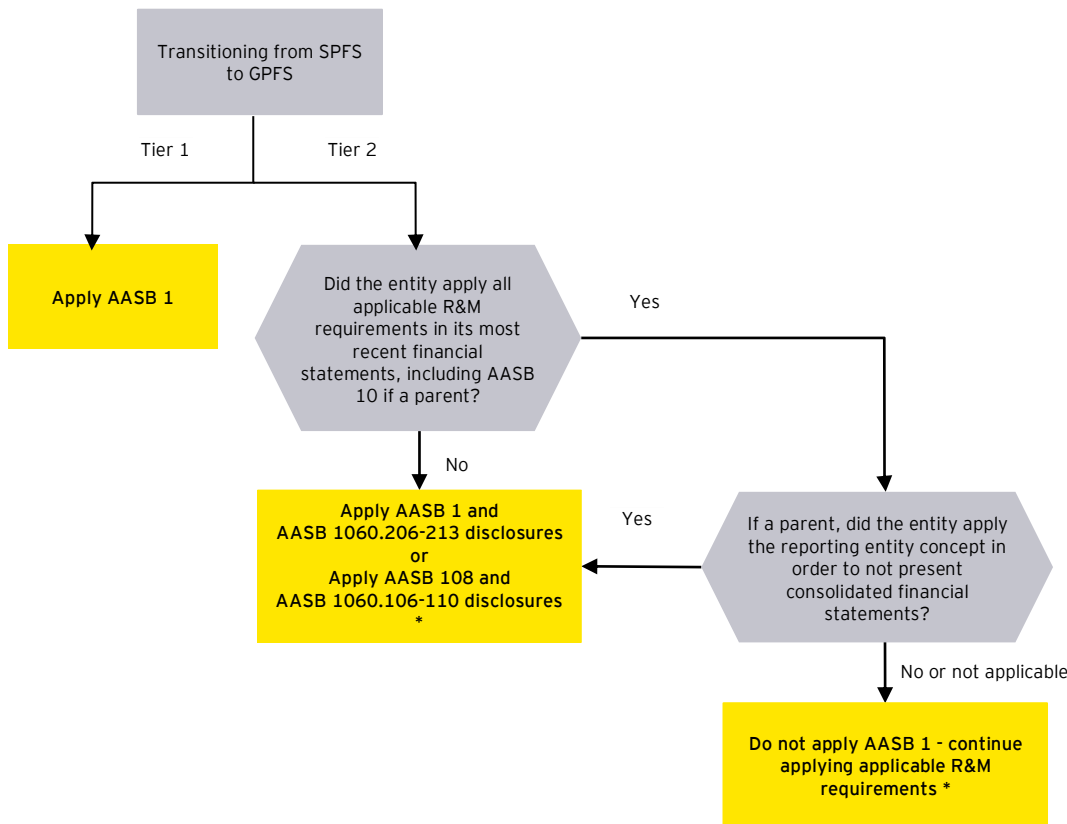 Transitioning from SPFS
to GPFS
Tier 1
Tier 2
Apply AASB 1
Did the entity apply all
applicable R&M
requirements in its most
recent financial
statements, including AASB
10 if a parent?
Yes
No
Apply AASB 1 and
AASB 1060.206-213 disclosures
or
Apply AASB 108 and
AASB 1060.106-110 disclosures
*
Yes
If a parent, did the entity apply
the reporting entity concept in
order to not present
consolidated financial
statements?
No or not applicable
Do not apply AASB 1 - continue
applying applicable R&M
requirements *